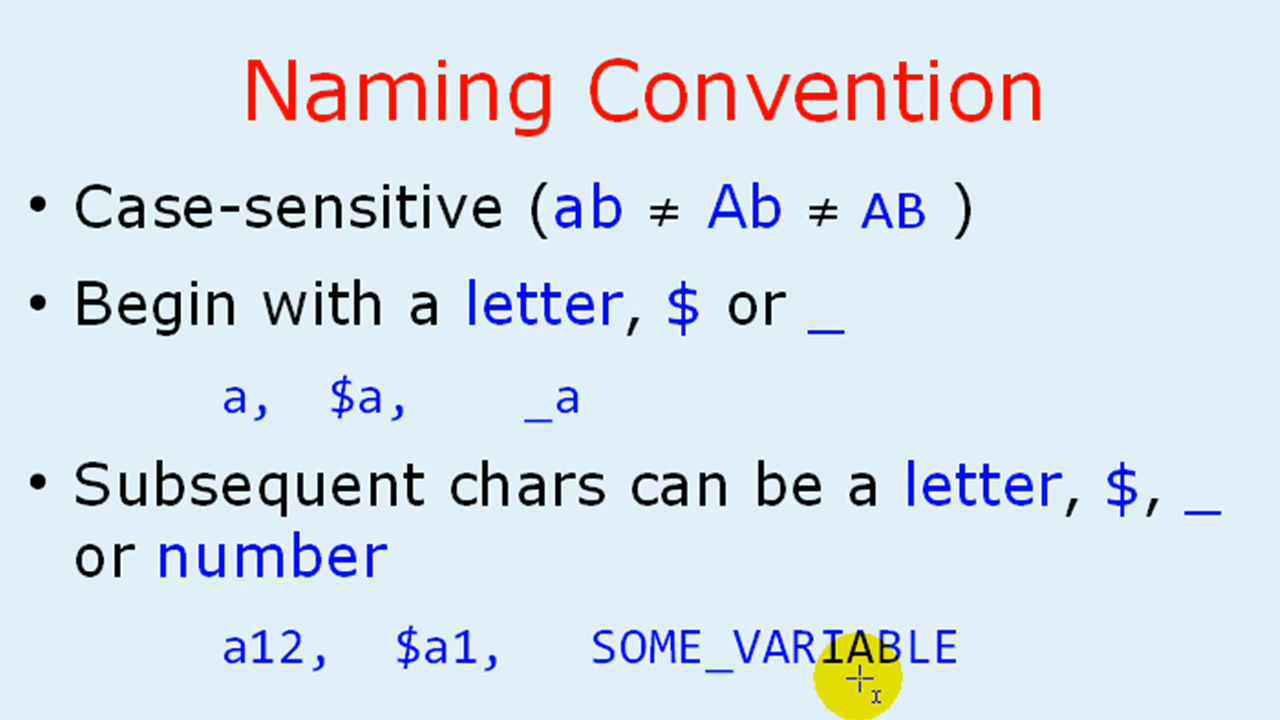 Naming Convention
• Case-sensitive (ab ≠ Ab ≠ AB )
• Begin with a letter, $ or _
a, $a, _a
• Subsequent chars can be a letter, $, _
or number
a12, $a1, SOME_VARIABLE